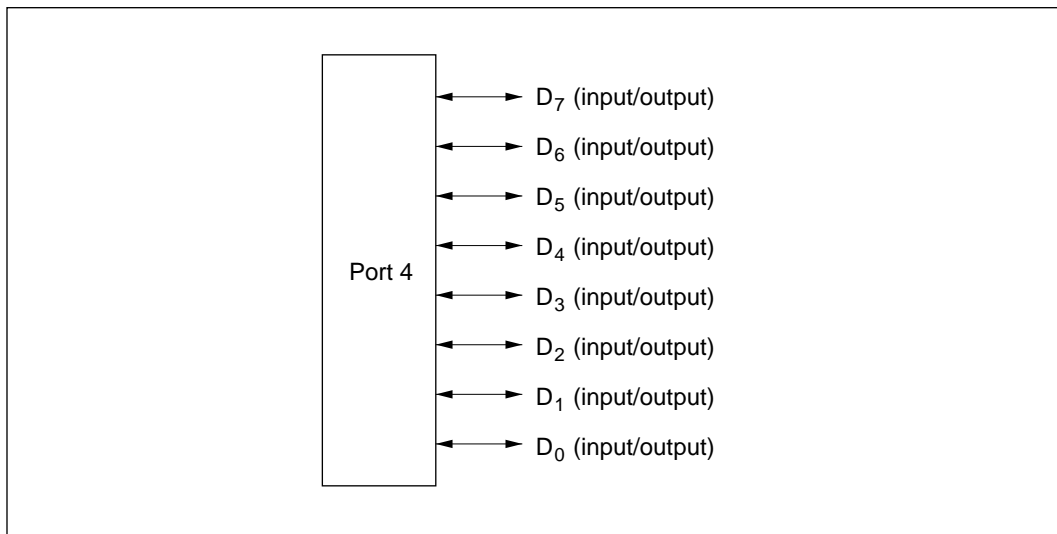 D7 (input/output)
D6 (input/output)
D5 (input/output)
D4 (input/output)
Port 4
D3 (input/output)
D2 (input/output)
D1 (input/output)
D0 (input/output)